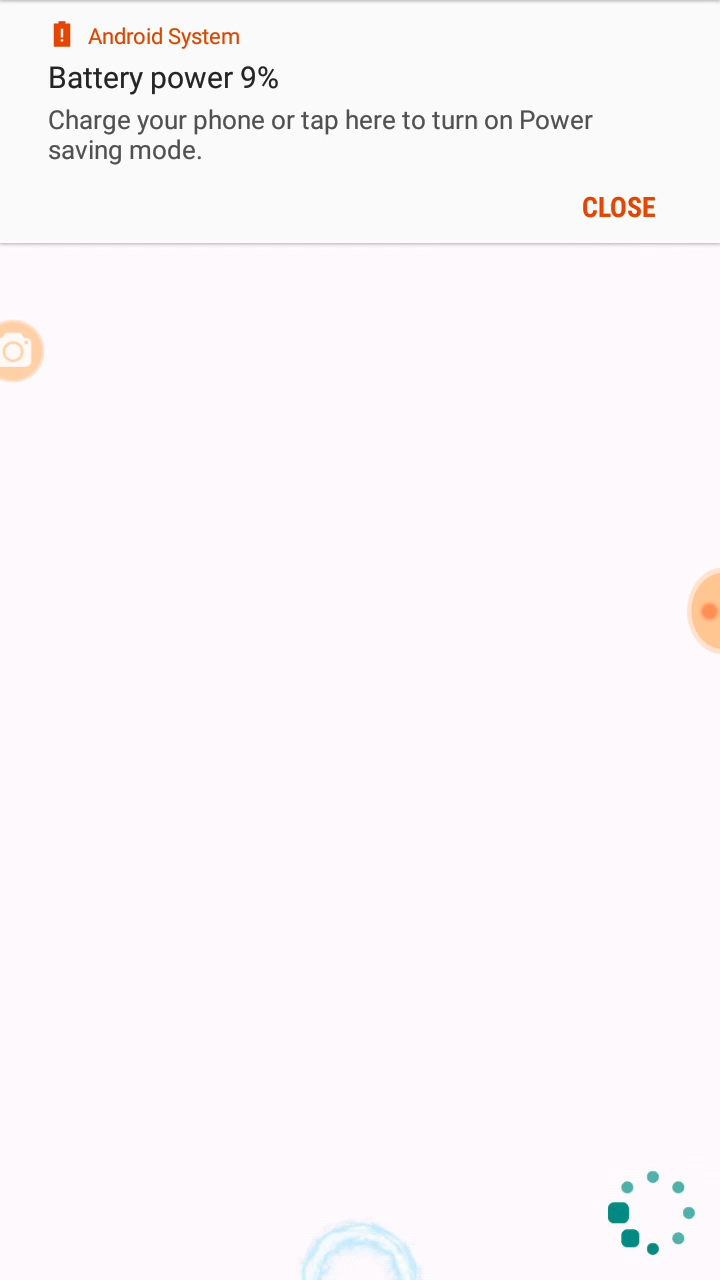 Android System
Battery power 9%
Charge your phone or tap here to turn on Power
saving mode.
CLOSE